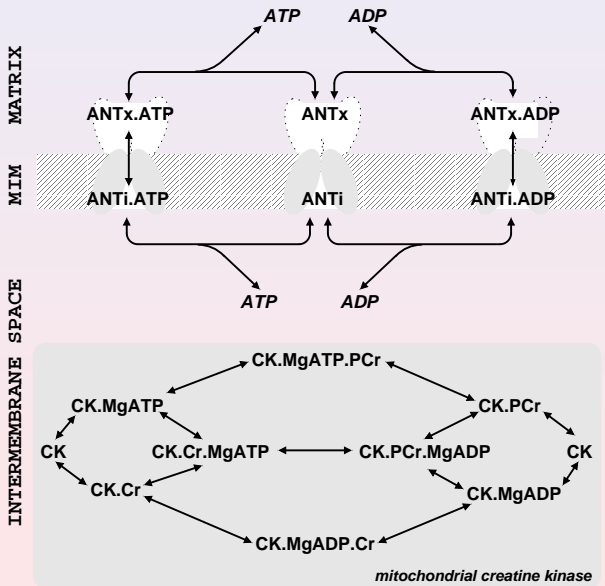 ATP ADP
MATRIX
ANTx.ATP ANTx ANTx.ADP
MIM
ANTi.ATP ANTi ANTi.ADP
ATP ADP
INTERMEMBRANE SPACE
CK.MgATP.PCr
CK.MgATP CK.PCr
CK CK.Cr.MgATP CK.PCr.MgADP CK
CK.Cr CK.MgADP
CK.MgADP.Cr
mitochondrial creatine kinase